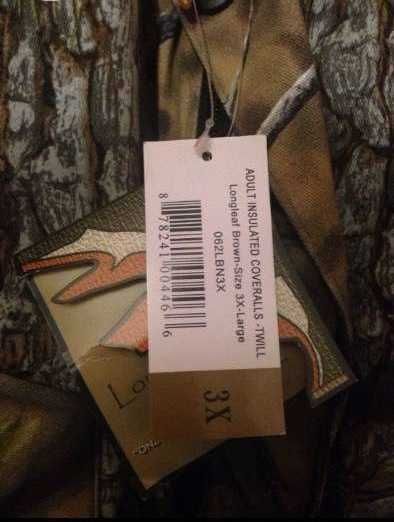 ADULT INSULATED COVERALLS -TWILL
Longleaf Brown-Size 3X-Large
062LBN3X
8 78241 00446 6
3X